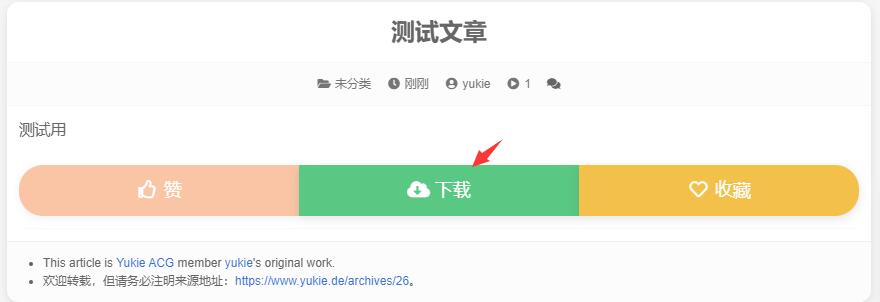 测试文章
未分类 刚刚 yukie 1
测试用
赞 下载 收藏
This article is Yukie ACG member yukie's original work.
欢迎转载，但请务必注明来源地址：https://www.yukie.de/archives/26。